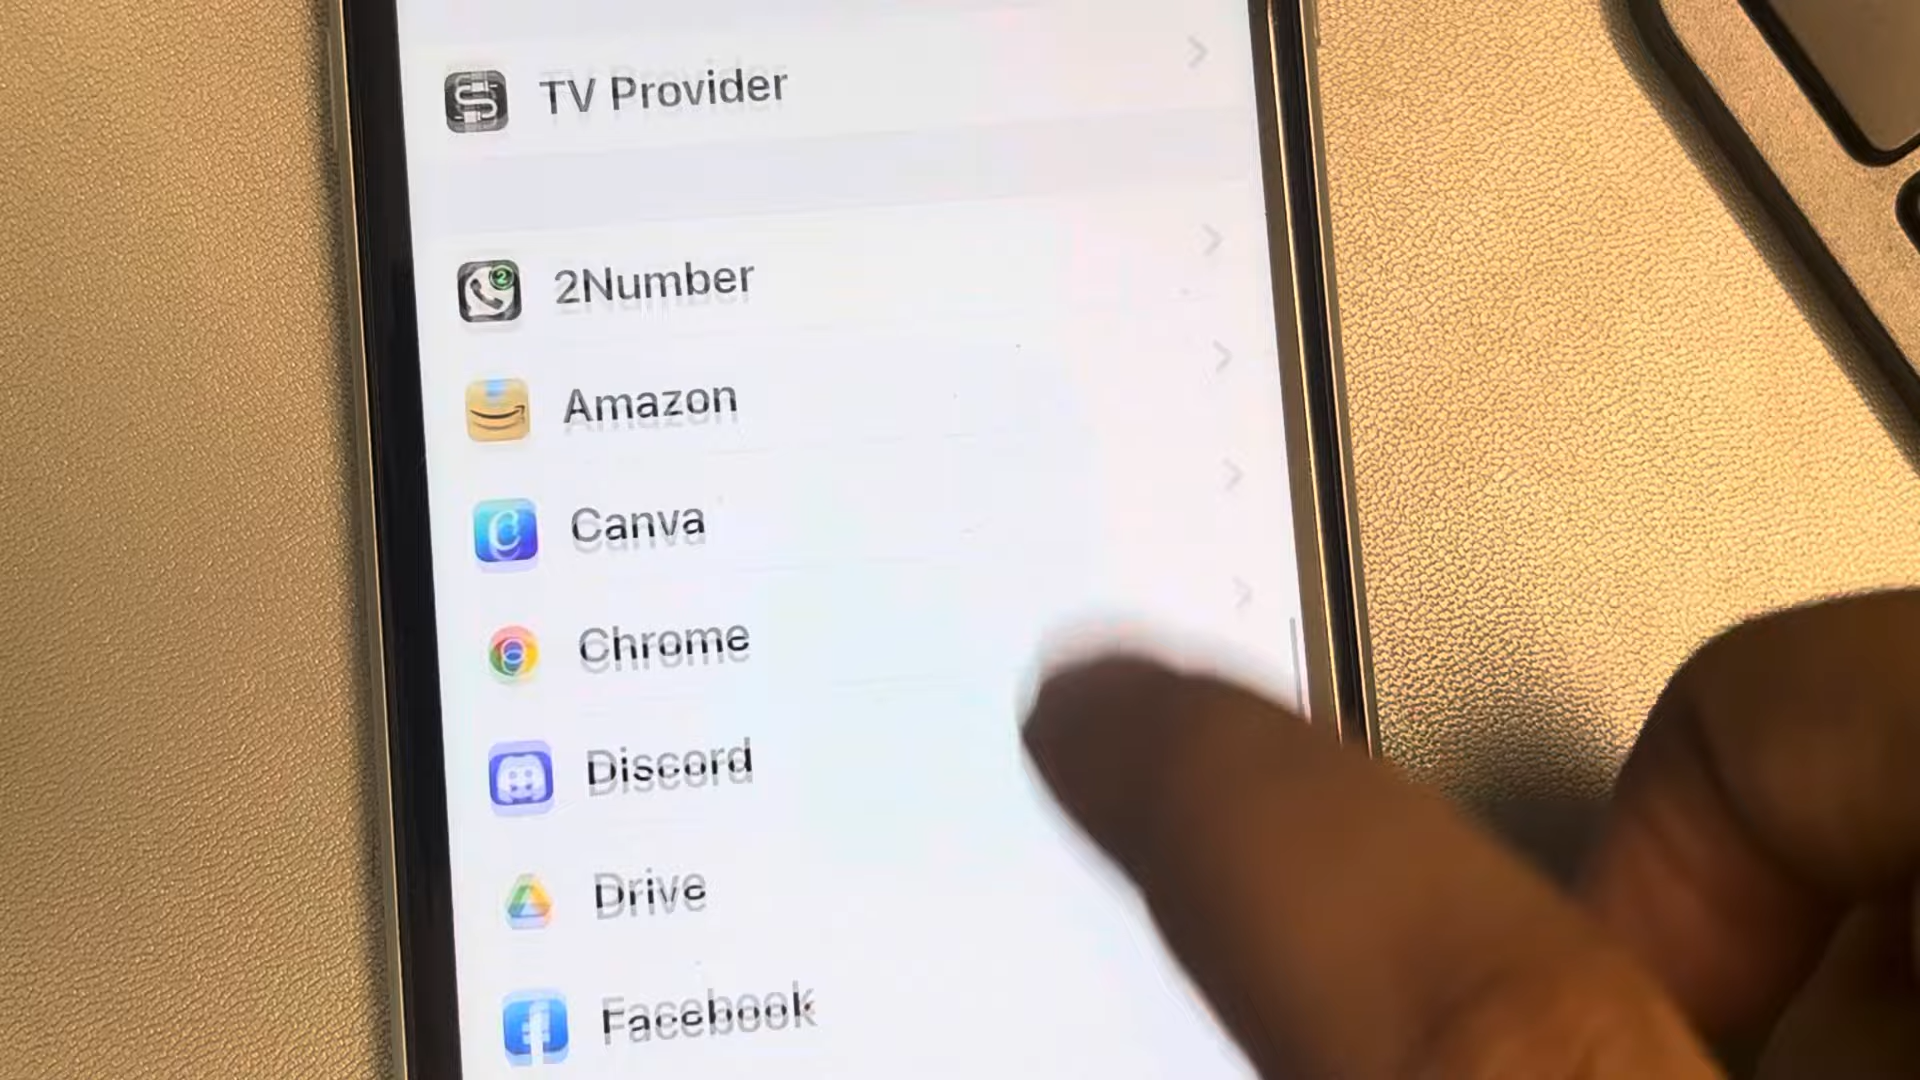 TV Provider
2Number
Amazon
Canva
Chrome
Discord
Drive
Facebook